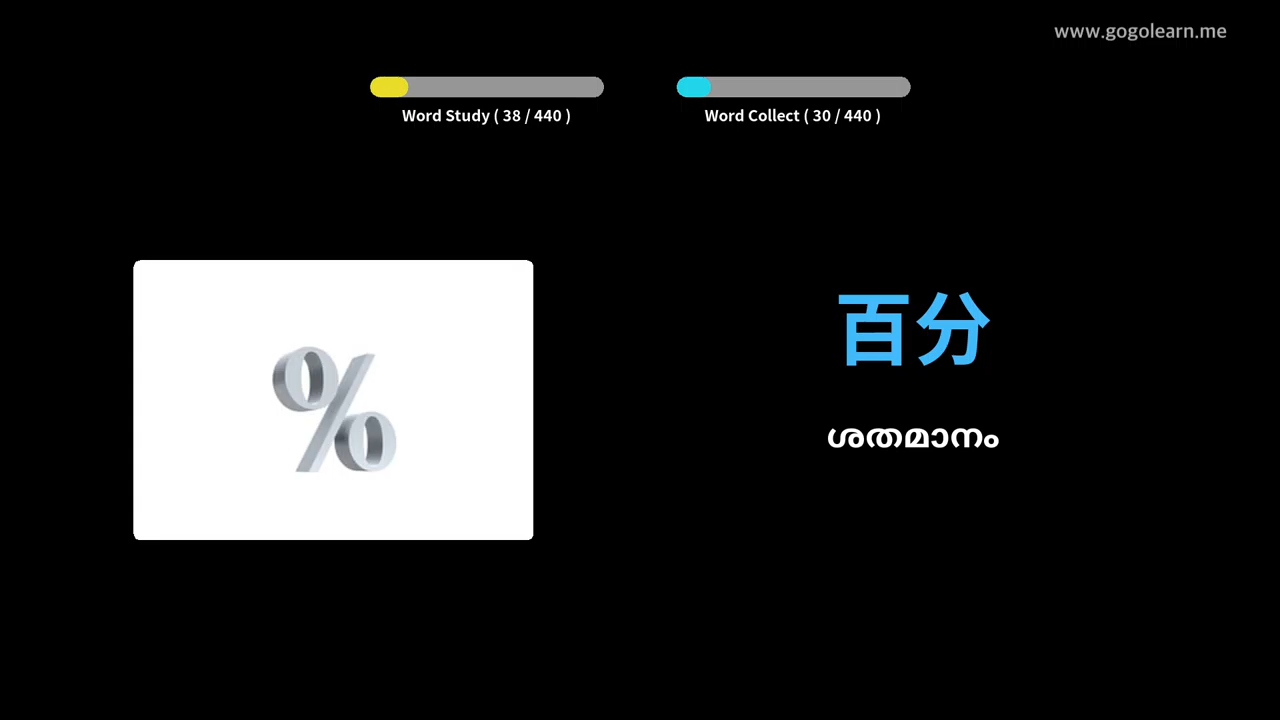 www.gogolearn.me
Word Study ( 38 / 440 )
Word Collect ( 30 / 440 )
%
百分
ശതമാനം